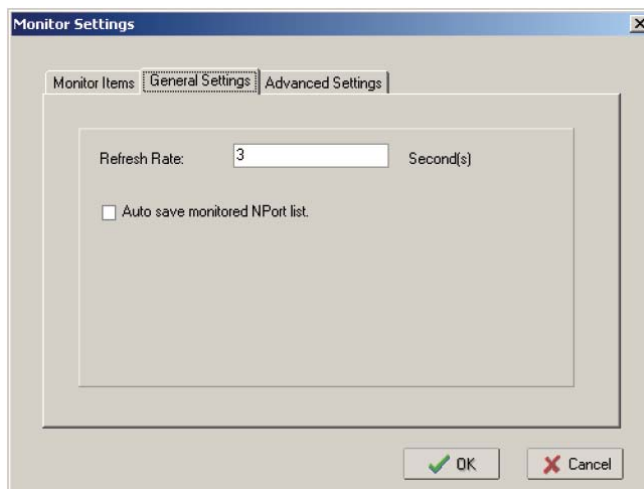 Monitor Settings
Monitor Items General Settings Advanced Settings
Refresh Rate: 3 Second(s)
Auto save monitored NPort list.
OK Cancel